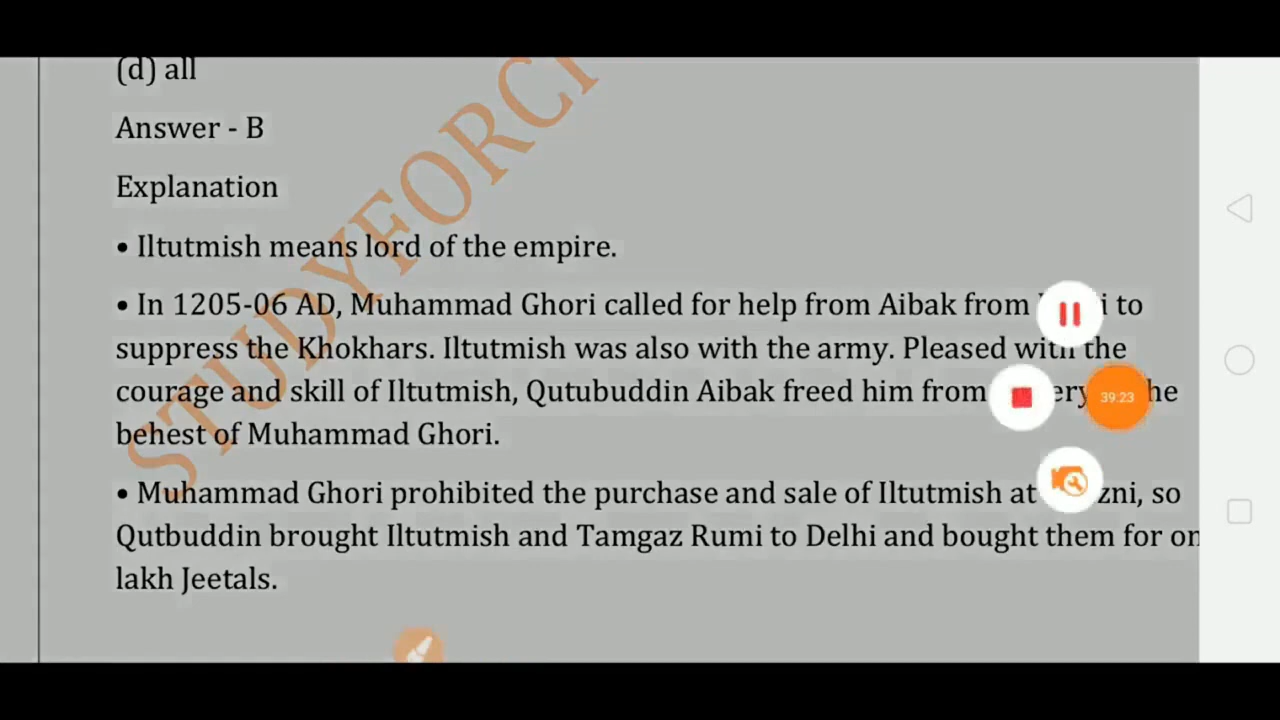 (d) all
Answer - B
Explanation
• Iltutmish means lord of the empire.
• In 1205-06 AD, Muhammad Ghori called for help from Aibak from to
suppress the Khokhars. Iltutmish was also with the army. Pleased with the
courage and skill of Iltutmish, Qutubuddin Aibak freed him from
behest of Muhammad Ghori.
• Muhammad Ghori prohibited the purchase and sale of Iltutmish at so
Qutbuddin brought Iltutmish and Tamgaz Rumi to Delhi and bought them for
lakh Jeetals.
STUDYFORCI
39:23